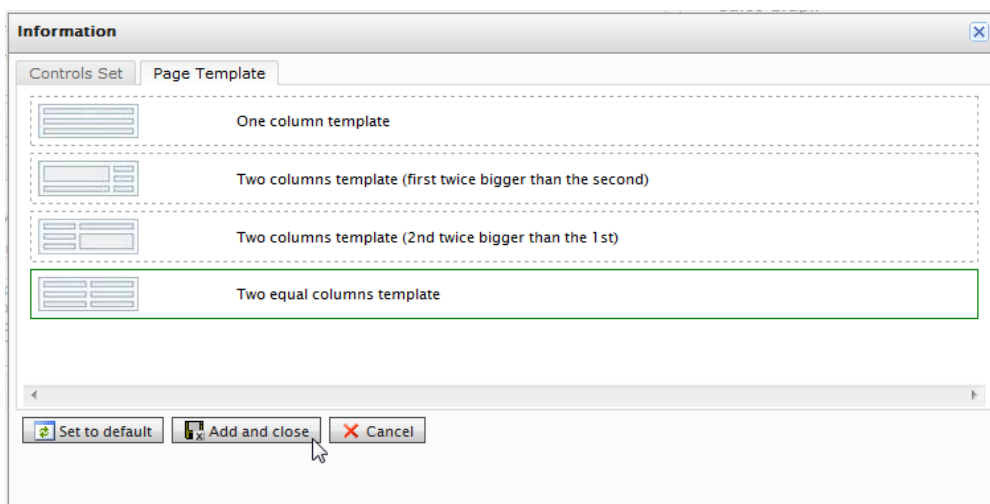 Information
Controls Set
Page Template
One column template
Two columns template (first twice bigger than the second)
Two columns template (2nd twice bigger than the 1st)
Two equal columns template
Set to default
Add and close
Cancel